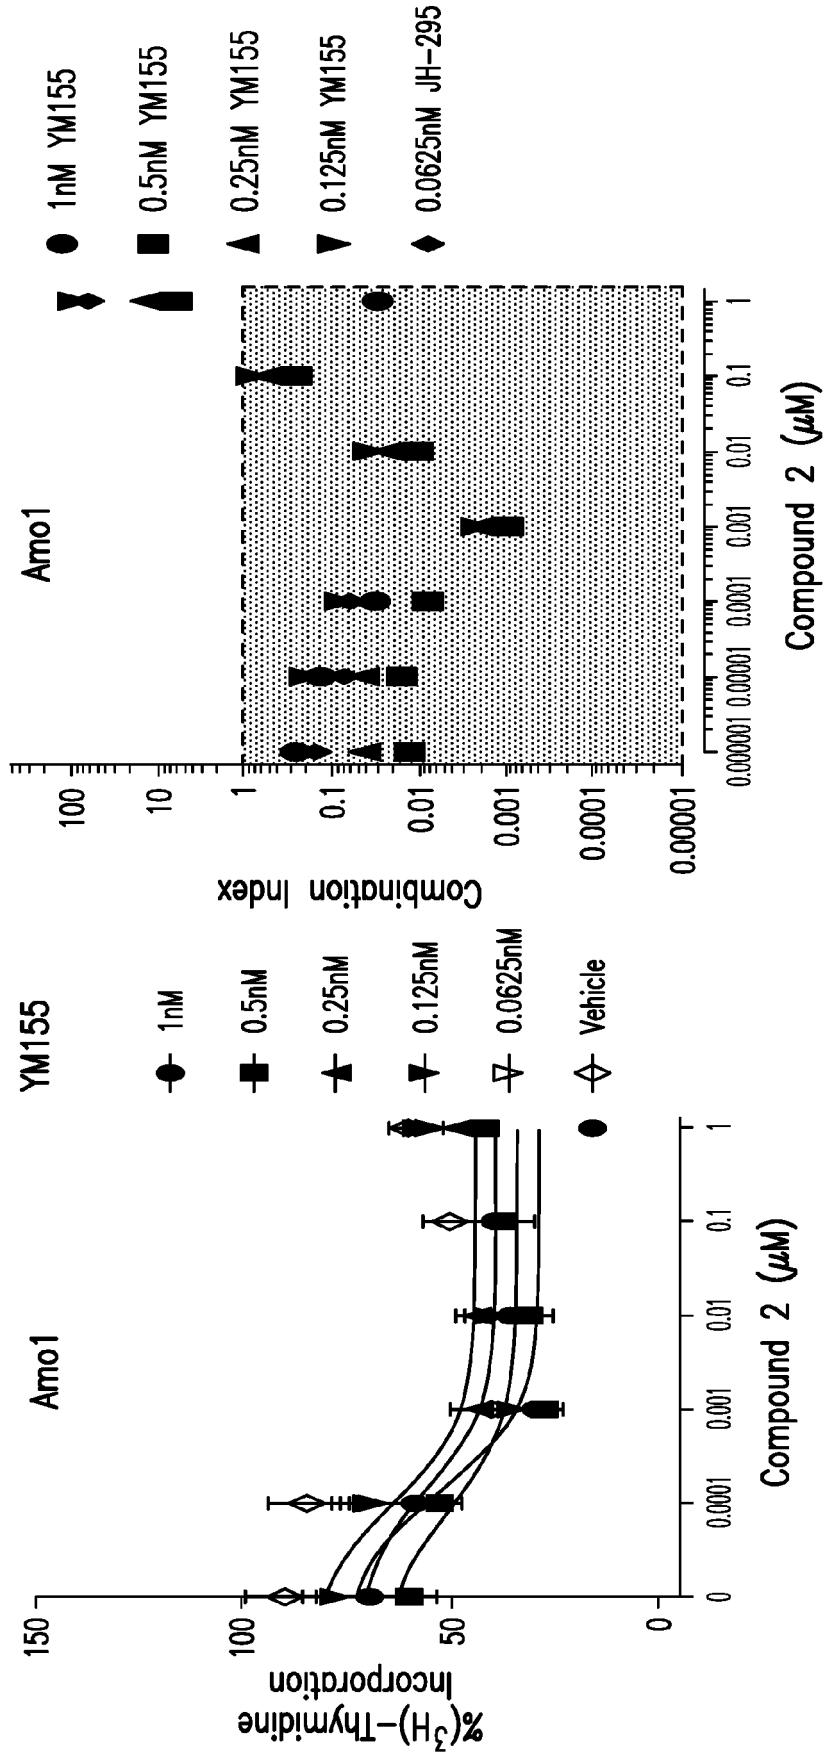 Amo1
YM155
%(³H)-Thymidine
Incorporation
150
100
50
0
0
0.0001
0.001
0.01
0.1
1
Compound 2 (μM)
1nM
0.5nM
0.25nM
0.125nM
0.0625nM
Vehicle
Amo1
Combination Index
100
10
1
0.1
0.01
0.001
0.0001
0.00001
0.000001
0.00001
0.0001
0.001
0.01
0.1
1
Compound 2 (μM)
1nM YM155
0.5nM YM155
0.25nM YM155
0.125nM YM155
0.0625nM JH-295